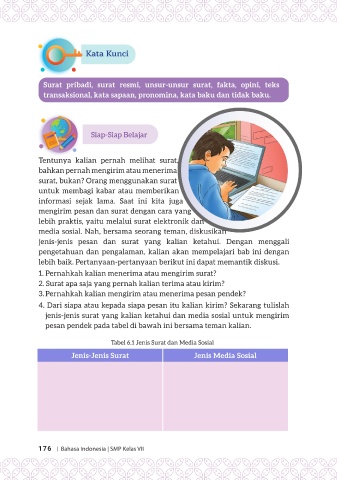 Kata Kunci
Surat pribadi, surat resmi, unsur-unsur surat, fakta, opini, teks
transaksional, kata sapaan, pronomina, kata baku dan tidak baku.
Siap-Siap Belajar
Tentunya kalian pernah melihat surat,
bahkan pernah mengirim atau menerima
surat, bukan? Orang menggunakan surat
untuk membagi kabar atau memberikan
informasi sejak lama. Saat ini kita juga
mengirim pesan dan surat dengan cara yang
lebih praktis, yaitu melalui surat elektronik dan
media sosial. Nah, bersama seorang teman, diskusikan
jenis-jenis pesan dan surat yang kalian ketahui. Dengan menggali
pengetahuan dan pengalaman, kalian akan mempelajari bab ini dengan
lebih baik. Pertanyaan-pertanyaan berikut ini dapat memantik diskusi.
1. Pernahkah kalian menerima atau mengirim surat?
2. Surat apa saja yang pernah kalian terima atau kirim?
3. Pernahkah kalian mengirim atau menerima pesan pendek?
4. Dari siapa atau kepada siapa pesan itu kalian kirim? Sekarang tulislah
jenis-jenis surat yang kalian ketahui dan media sosial untuk mengirim
pesan pendek pada tabel di bawah ini bersama teman kalian.
Tabel 6.1 Jenis Surat dan Media Sosial
Jenis-Jenis Surat
Jenis Media Sosial
176 | Bahasa Indonesia | SMP Kelas VII